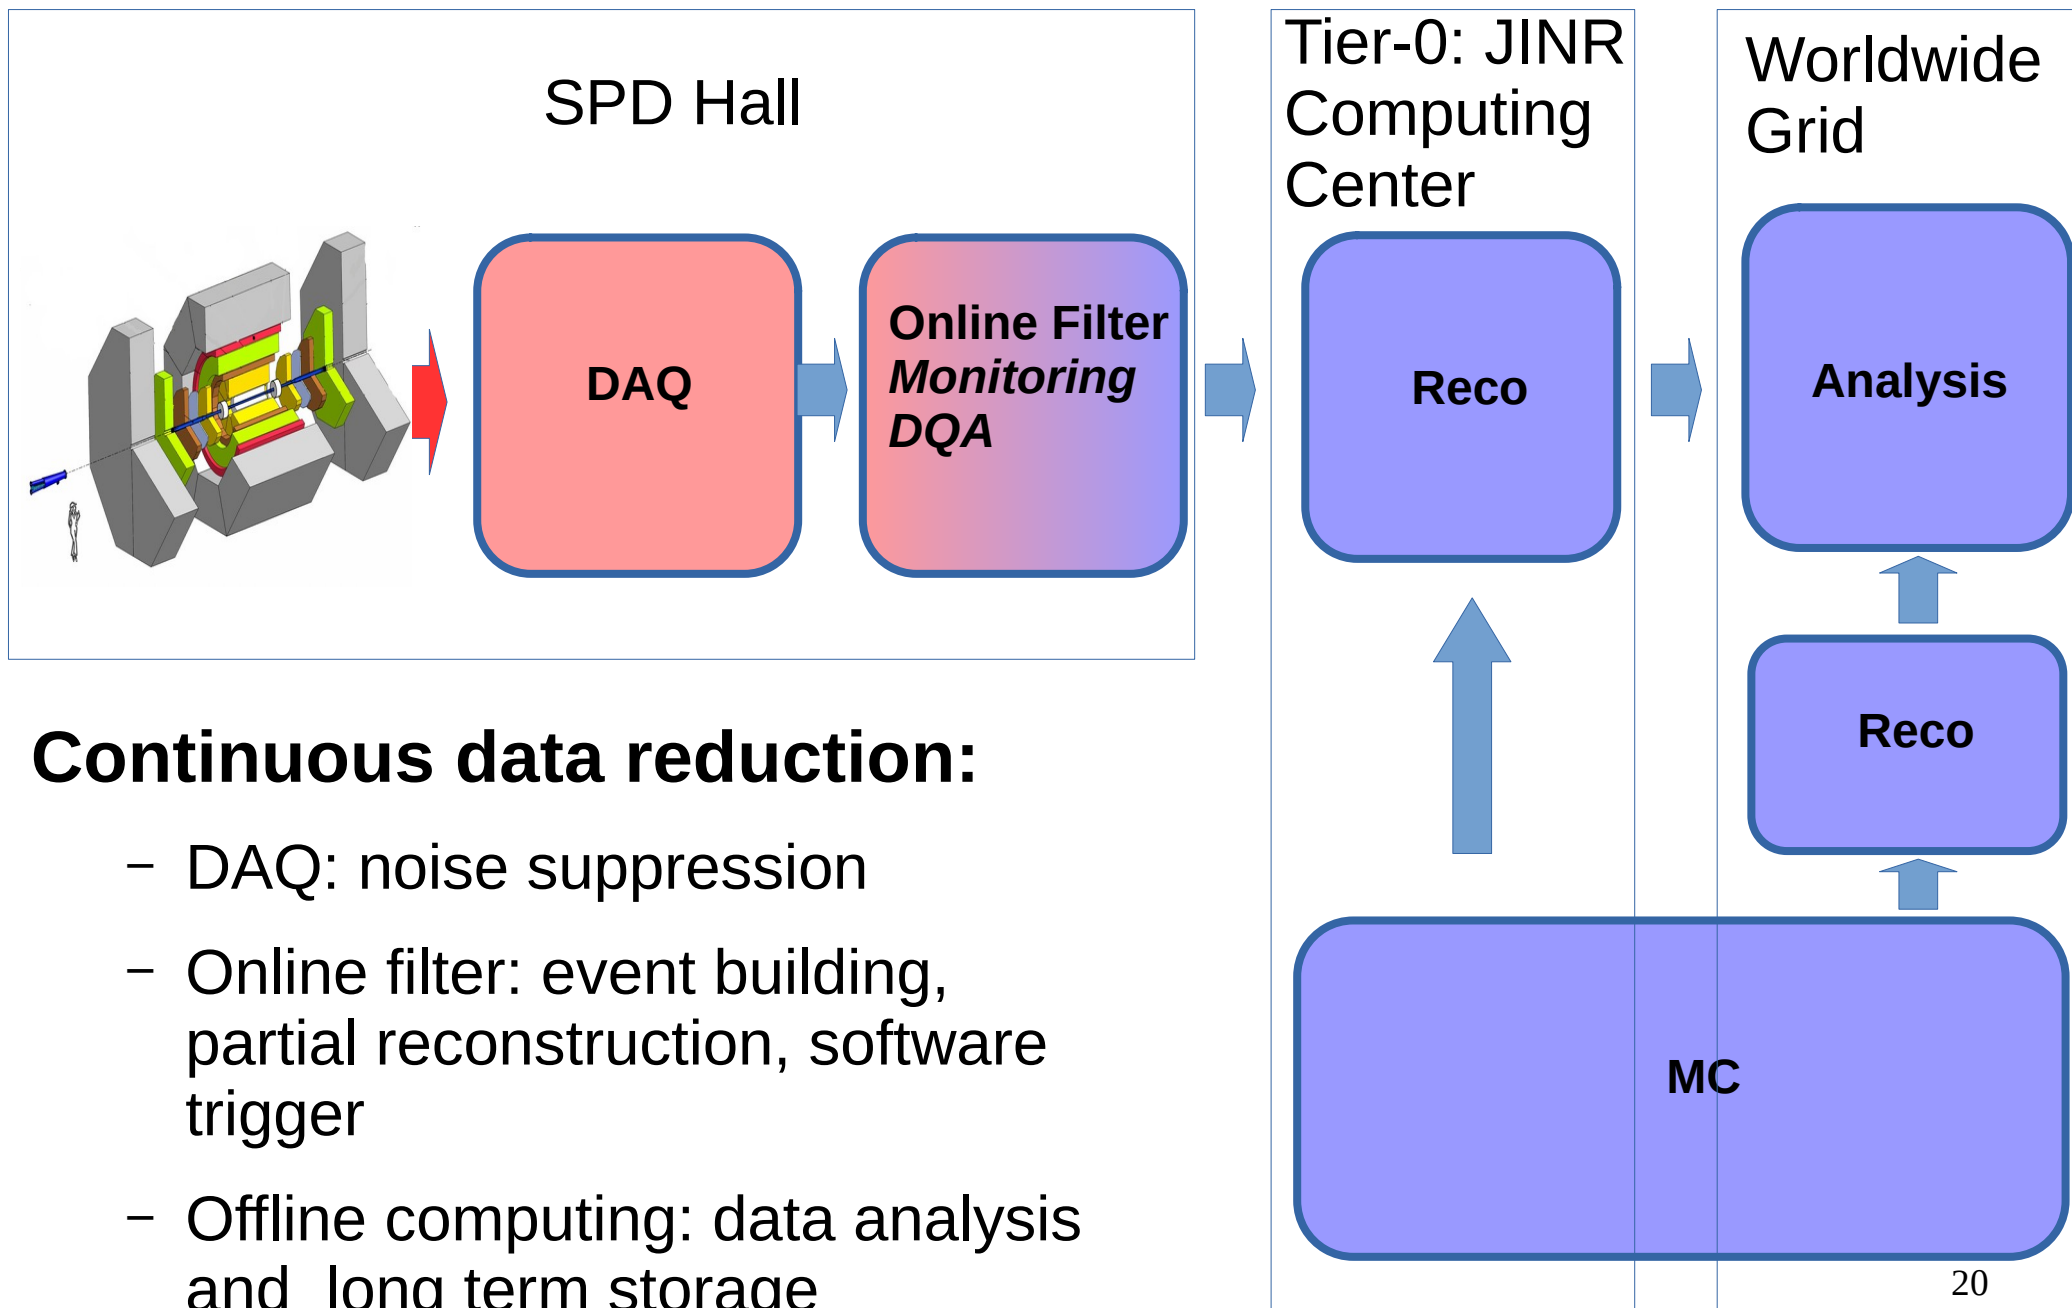 SPD Hall
Tier-0: JINR
Computing
Center
Worldwide
Grid
DAQ
Online Filter
Monitoring
DQA
Reco
Analysis
Reco
MC
Continuous data reduction:
– DAQ: noise suppression
– Online filter: event building,
partial reconstruction, software
trigger
– Offline computing: data analysis
and long term storage
20